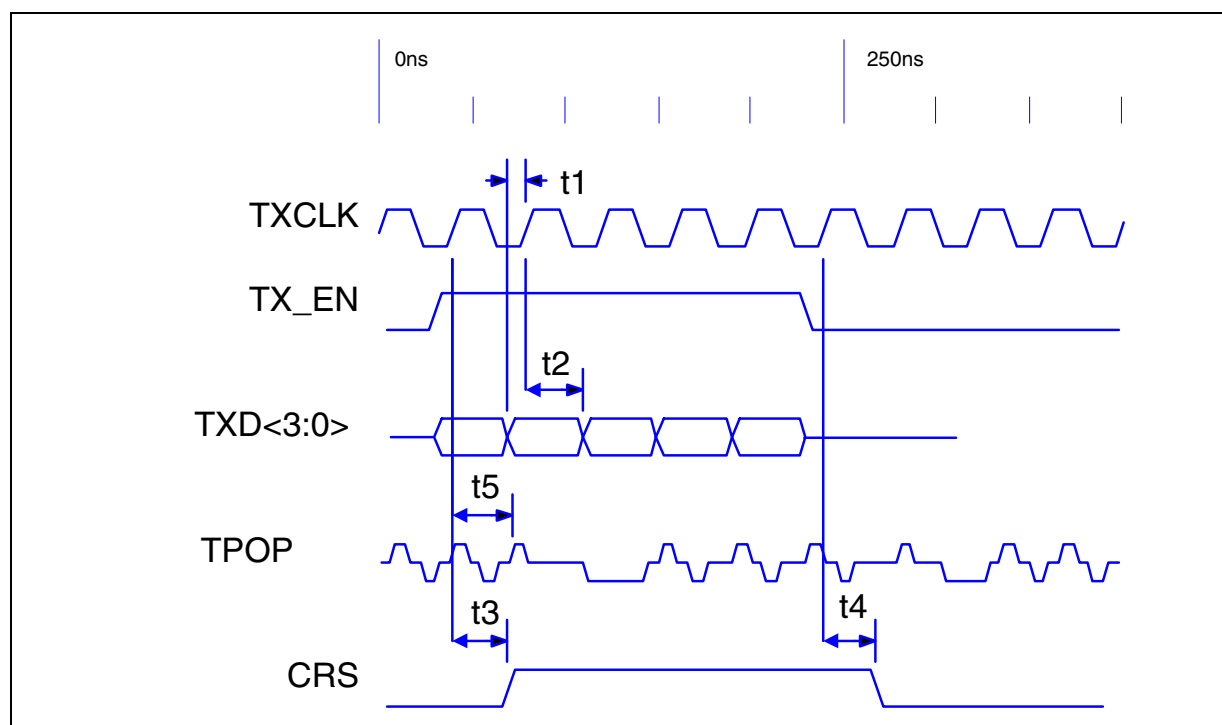 0ns 250ns
t1
TXCLK
TX_EN
t2
TXD<3:0>
t5
TPOP
t3 t4
CRS